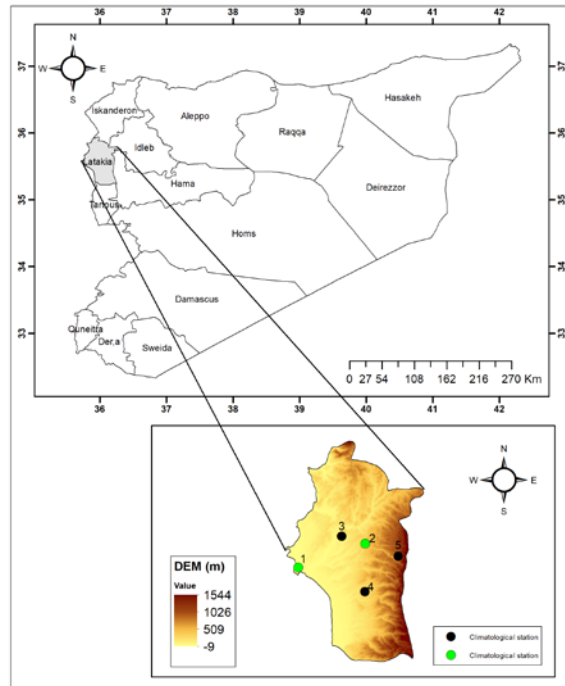 36 37 38 39 40 41 42
N
W E
S
37
36
35
34
33
37
36
35
34
33
Iskanderon
Aleppo
Raqqa
Hasakeh
Idleb
Latakia
Hama
Deirezzor
Tartous
Homs
Damascus
Quneitra
Der,a
Sweida
0 27 54 108 162 216 270 Km
36 37 38 39 40 41 42
N
W E
S
3
2
5
1
4
DEM (m)
Value
1544
1026
509
-9
Climatological station
Climatological station